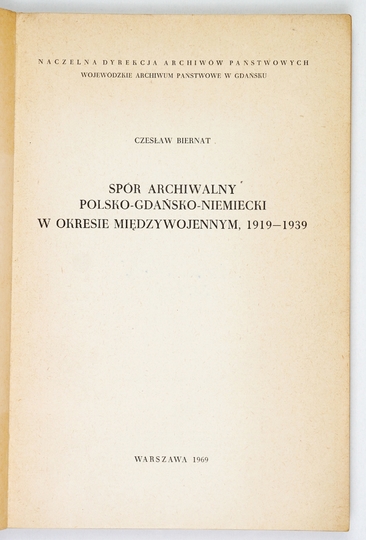 NACZELNA DYREKCJA ARCHIWÓW PAŃSTWOWYCH
WOJEWÓDZKIE ARCHIWUM PAŃSTWOWE W GDAŃSKU
CZESŁAW BIERNAT
SPÓR ARCHIWALNY
POLSKO-GDAŃSKO-NIEMIECKI
W OKRESIE MIĘDZYWOJENNYM, 1919—1939
WARSZAWA 1969